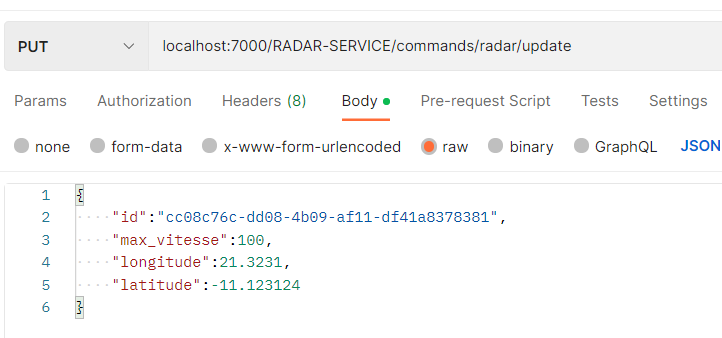 PUT localhost:7000/RADAR-SERVICE/commands/radar/update
Params Authorization Headers (8) Body Pre-request Script Tests Settings
none form-data x-www-form-urlencoded raw binary GraphQL JSON
1 {
2 ····"id":"cc08c76c-dd08-4b09-af11-df41a8378381",
3 ····"max_vitesse":100,
4 ····"longitude":21.3231,
5 ····"latitude":-11.123124
6 }